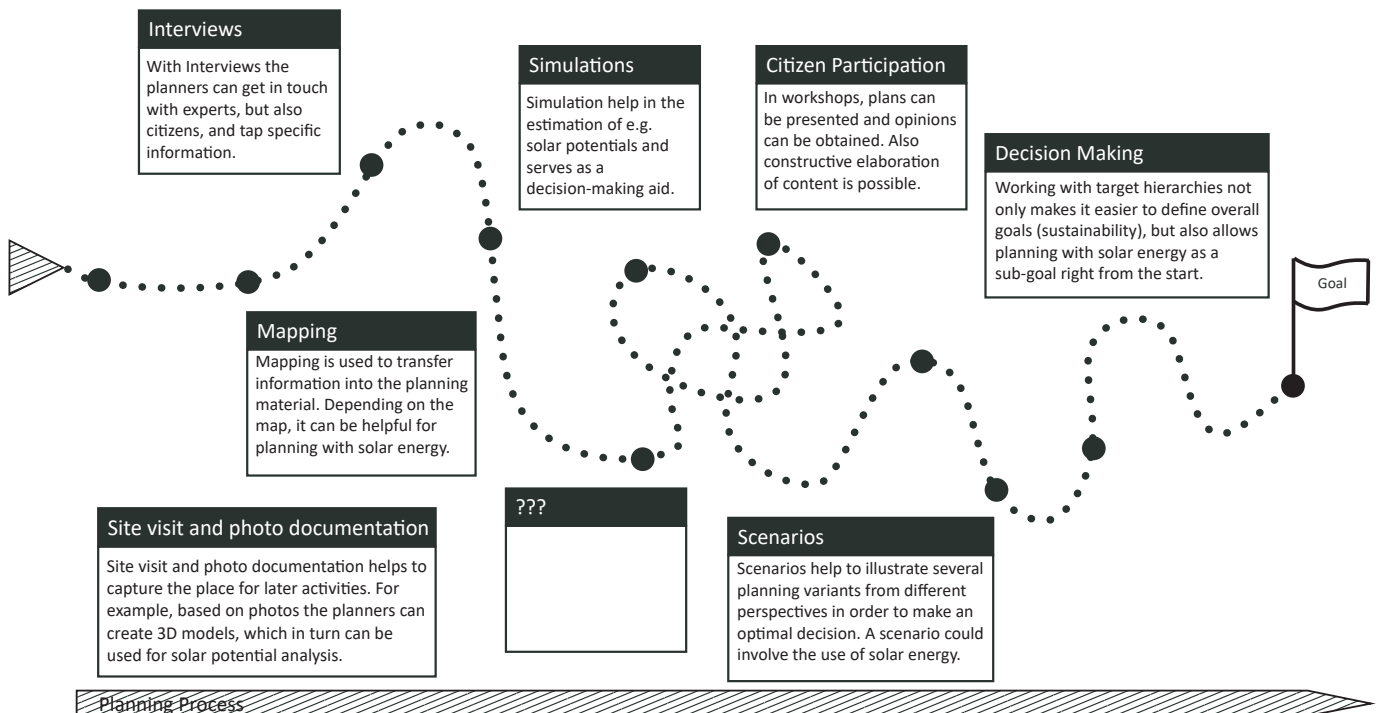 Interviews
With Interviews the
planners can get in touch
with experts, but also
citizens, and tap specific
information.
Simulations
Simulation help in the
estimation of e.g.
solar potentials and
serves as a
decision-making aid.
Citizen Participation
In workshops, plans can
be presented and opinions
can be obtained. Also
constructive elaboration
of content is possible.
Decision Making
Working with target hierarchies not
only makes it easier to define overall
goals (sustainability), but also allows
planning with solar energy as a
sub-goal right from the start.
Goal
Mapping
Mapping is used to transfer
information into the planning
material. Depending on the
map, it can be helpful for
planning with solar energy.
Site visit and photo documentation
Site visit and photo documentation helps to
capture the place for later activities. For
example, based on photos the planners can
create 3D models, which in turn can be
used for solar potential analysis.
???
Scenarios
Scenarios help to illustrate several
planning variants from different
perspectives in order to make an
optimal decision. A scenario could
involve the use of solar energy.
Planning Process